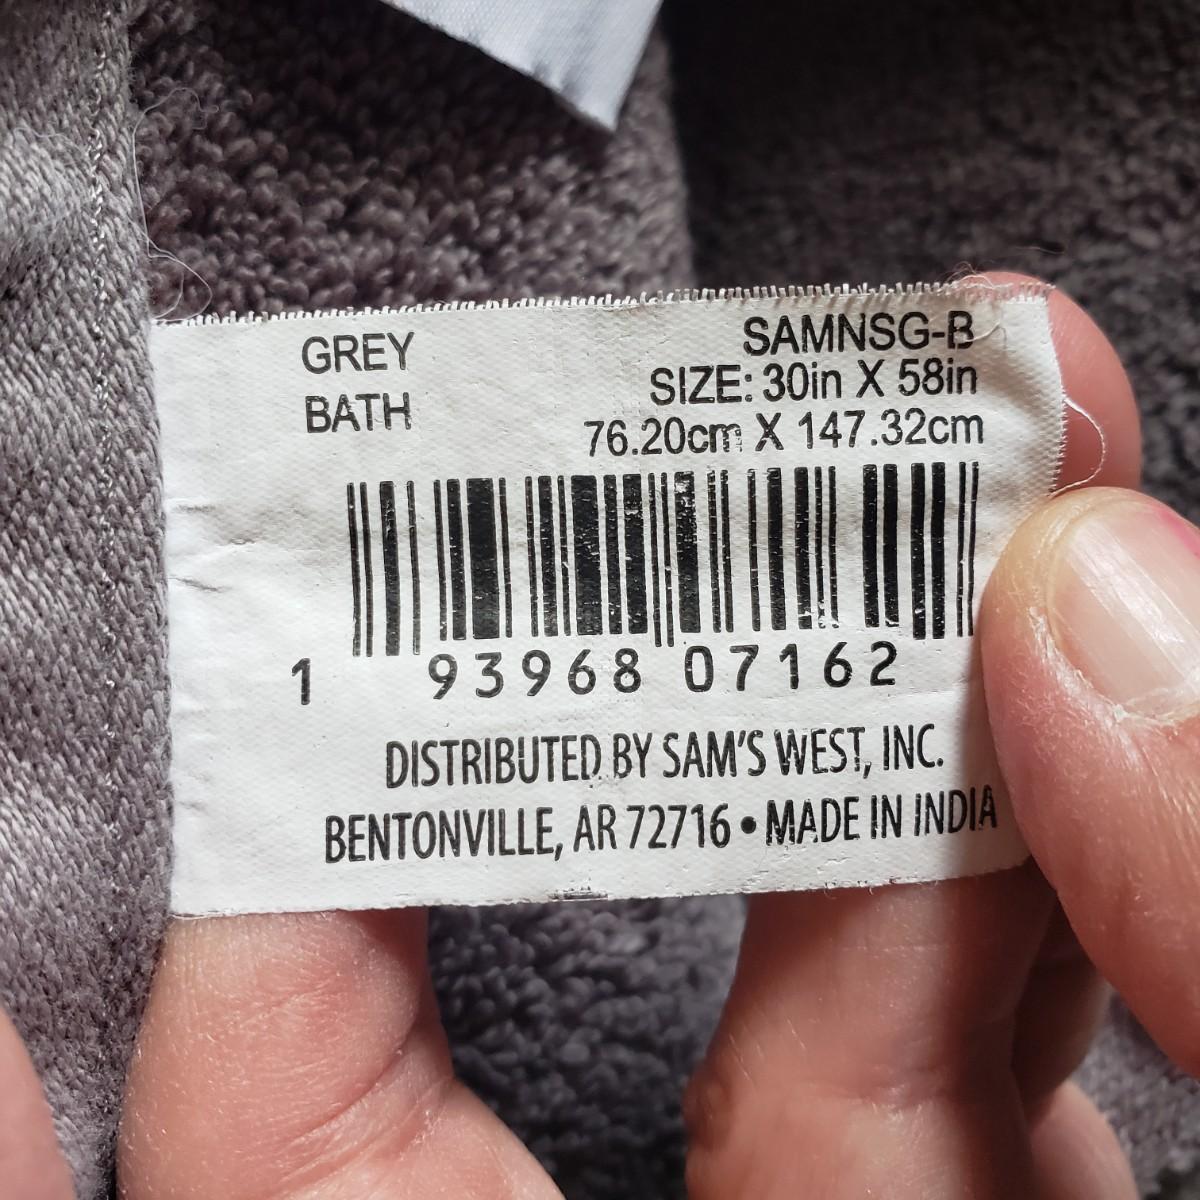 GREY
BATH
SAMNSG-B
SIZE: 30in X 58in
76.20cm X 147.32cm
1 93968 07162
DISTRIBUTED BY SAM'S WEST, INC.
BENTONVILLE, AR 72716 • MADE IN INDIA